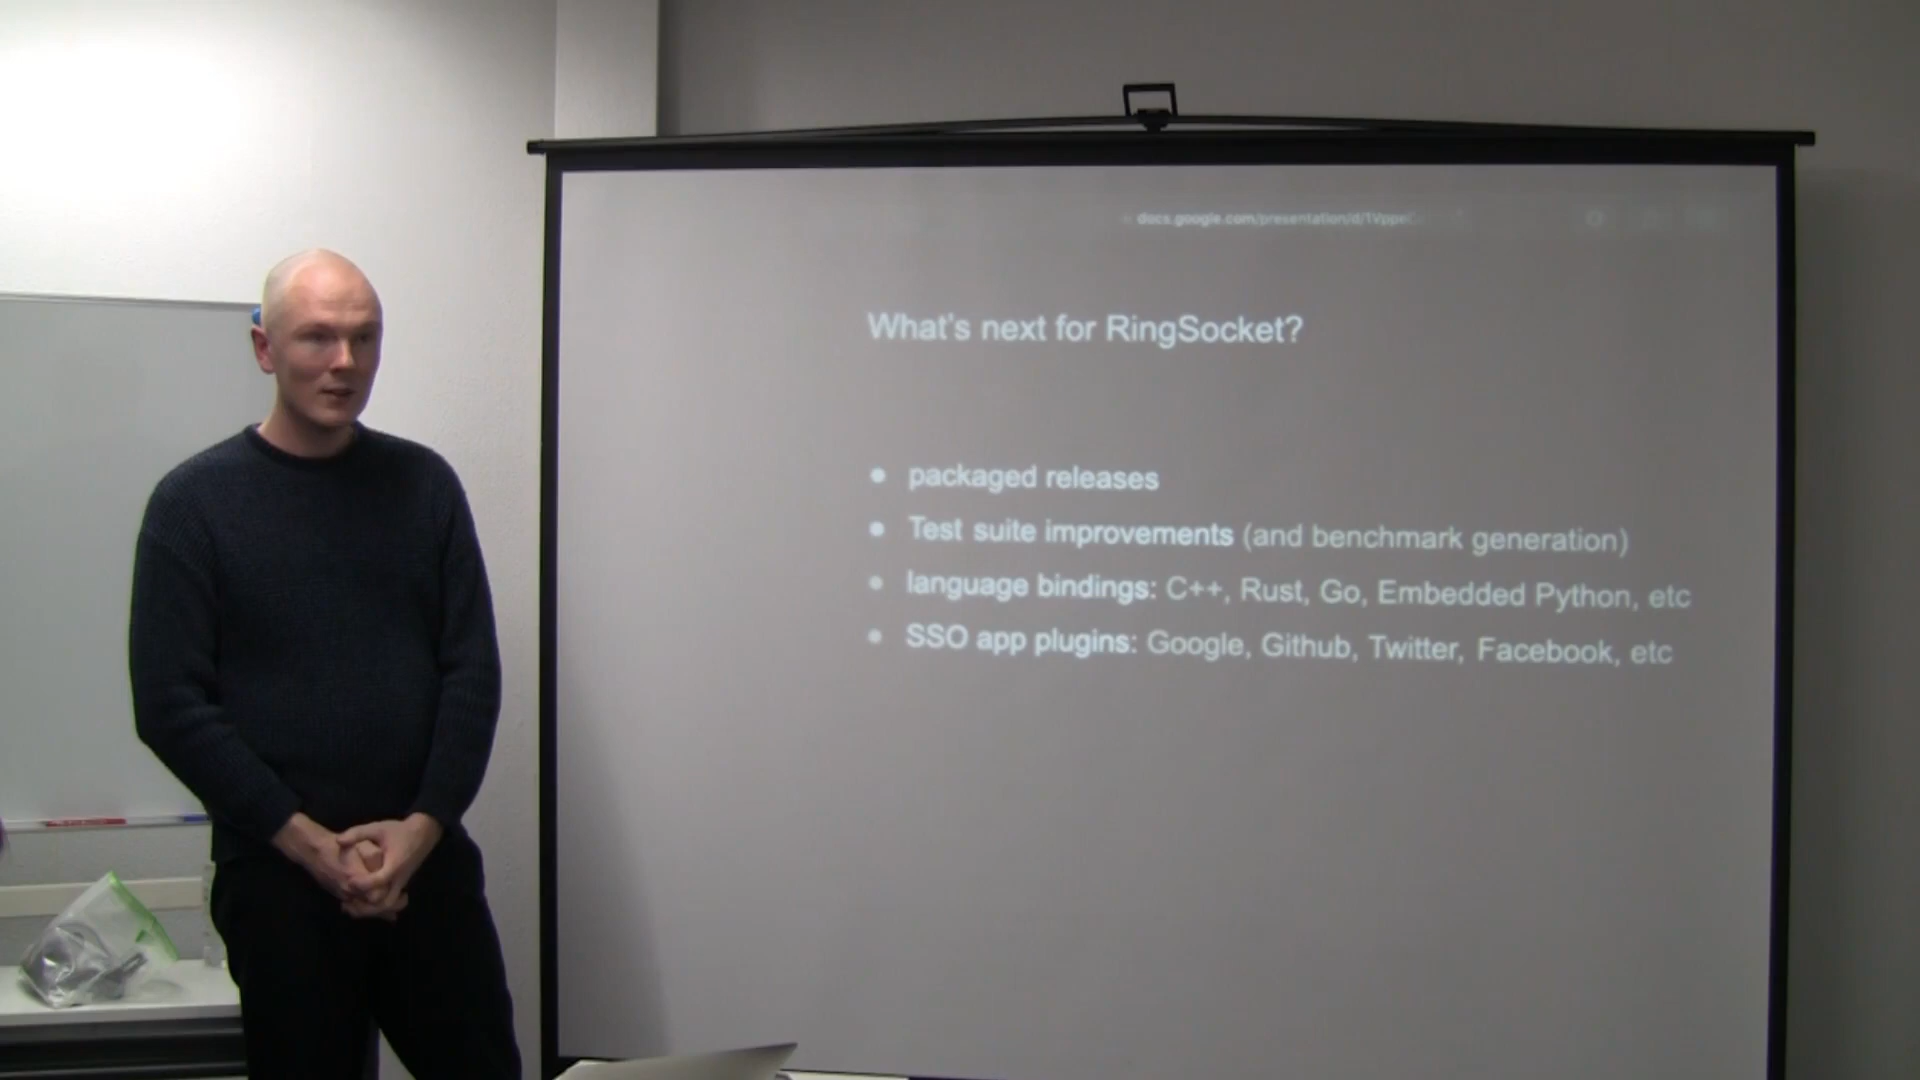 docs.google.com/presentation/d/1Vppe
What's next for RingSocket?
● packaged releases
● Test suite improvements (and benchmark generation)
● language bindings: C++, Rust, Go, Embedded Python, etc
● SSO app plugins: Google, Github, Twitter, Facebook, etc